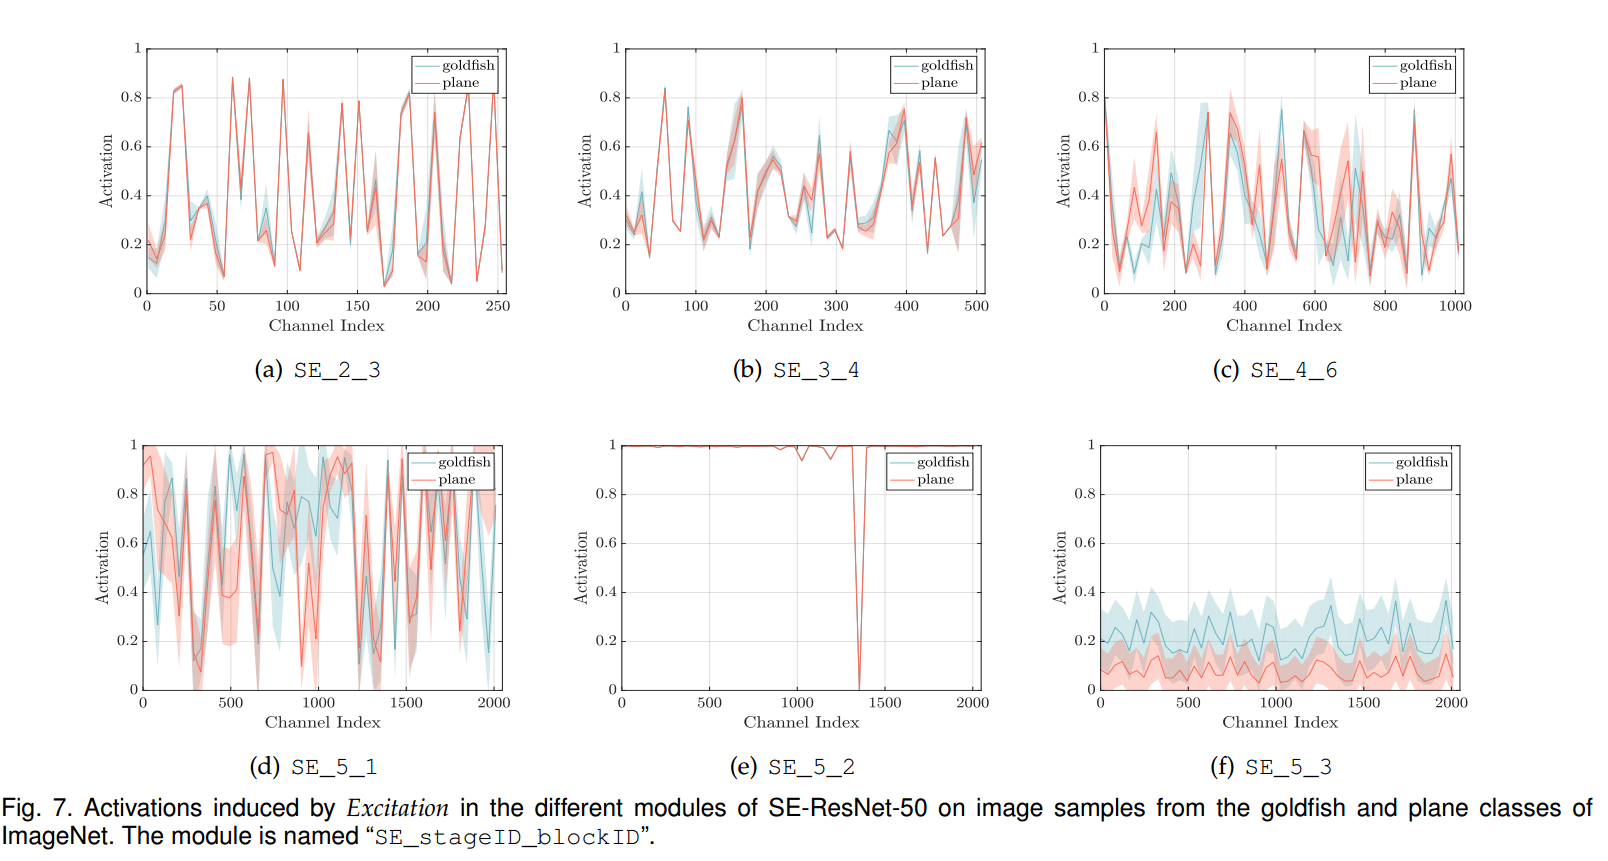 1
0.8
0.6
0.4
0.2
0
Activation
goldfish
plane
0 50 100 150 200 250
Channel Index
(a) SE_2_3
1
0.8
0.6
0.4
0.2
0
Activation
goldfish
plane
0 100 200 300 400 500
Channel Index
(b) SE_3_4
1
0.8
0.6
0.4
0.2
0
Activation
goldfish
plane
0 200 400 600 800 1000
Channel Index
(c) SE_4_6
1
0.8
0.6
0.4
0.2
0
Activation
goldfish
plane
0 500 1000 1500 2000
Channel Index
(d) SE_5_1
1
0.8
0.6
0.4
0.2
0
Activation
goldfish
plane
0 500 1000 1500 2000
Channel Index
(e) SE_5_2
1
0.8
0.6
0.4
0.2
0
Activation
goldfish
plane
0 500 1000 1500 2000
Channel Index
(f) SE_5_3
Fig. 7. Activations induced by Excitation in the different modules of SE-ResNet-50 on image samples from the goldfish and plane classes of
ImageNet. The module is named “SE_stageID_blockID”.